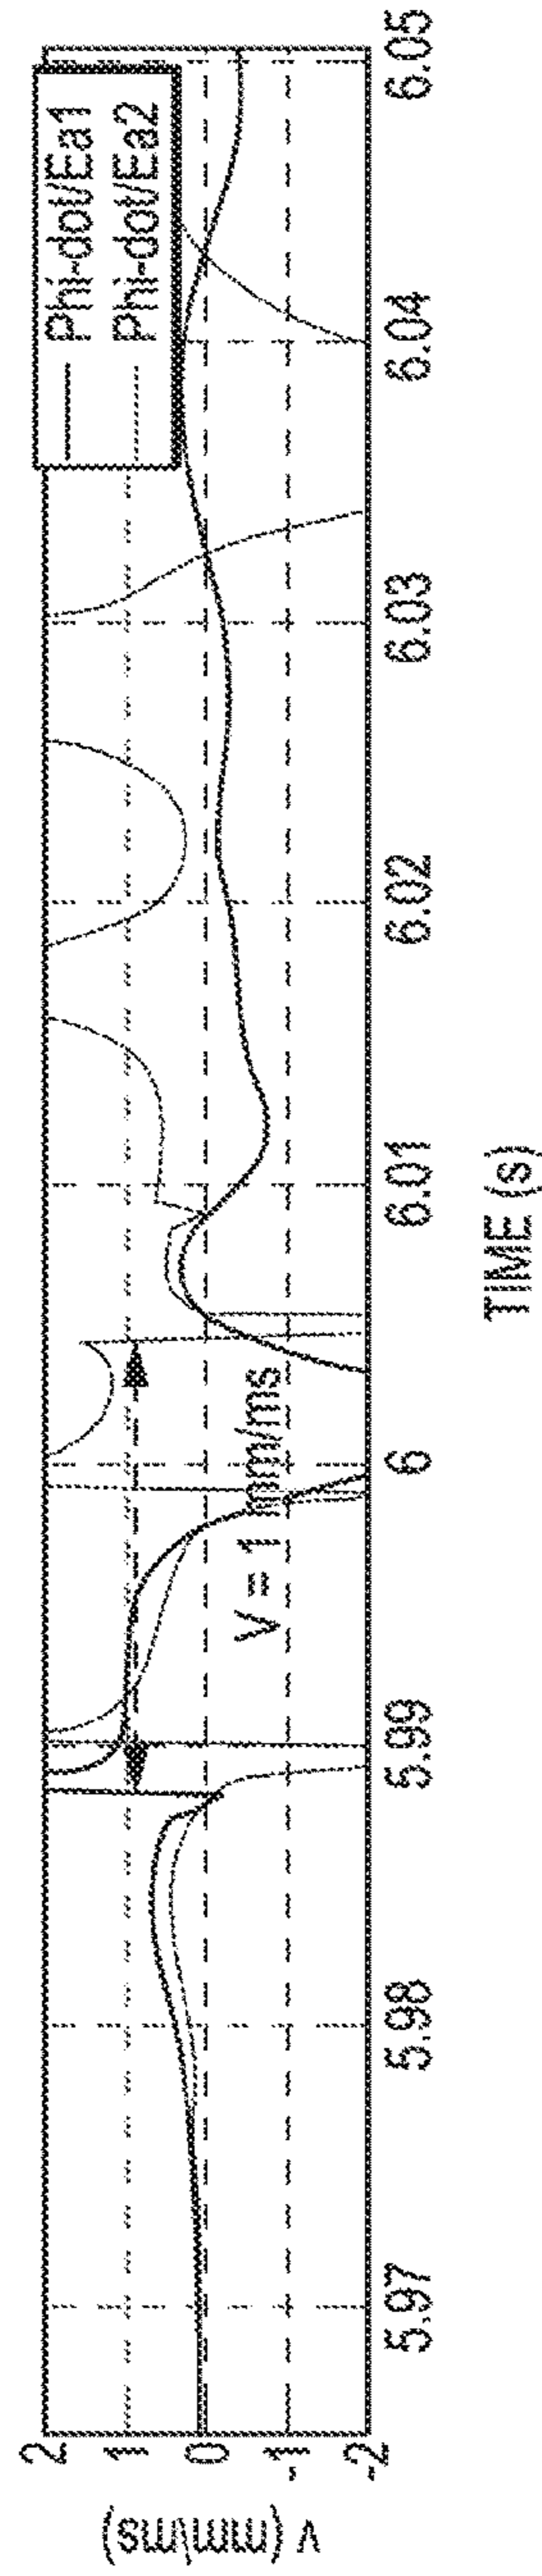 v (mm/ms)
2
1
0
-1
-2
Phi-dot/Ea1
Phi-dot/Ea2
V = 1 mm/ms
5.97
5.98
5.99
6
6.01
6.02
6.03
6.04
6.05
TIME (s)